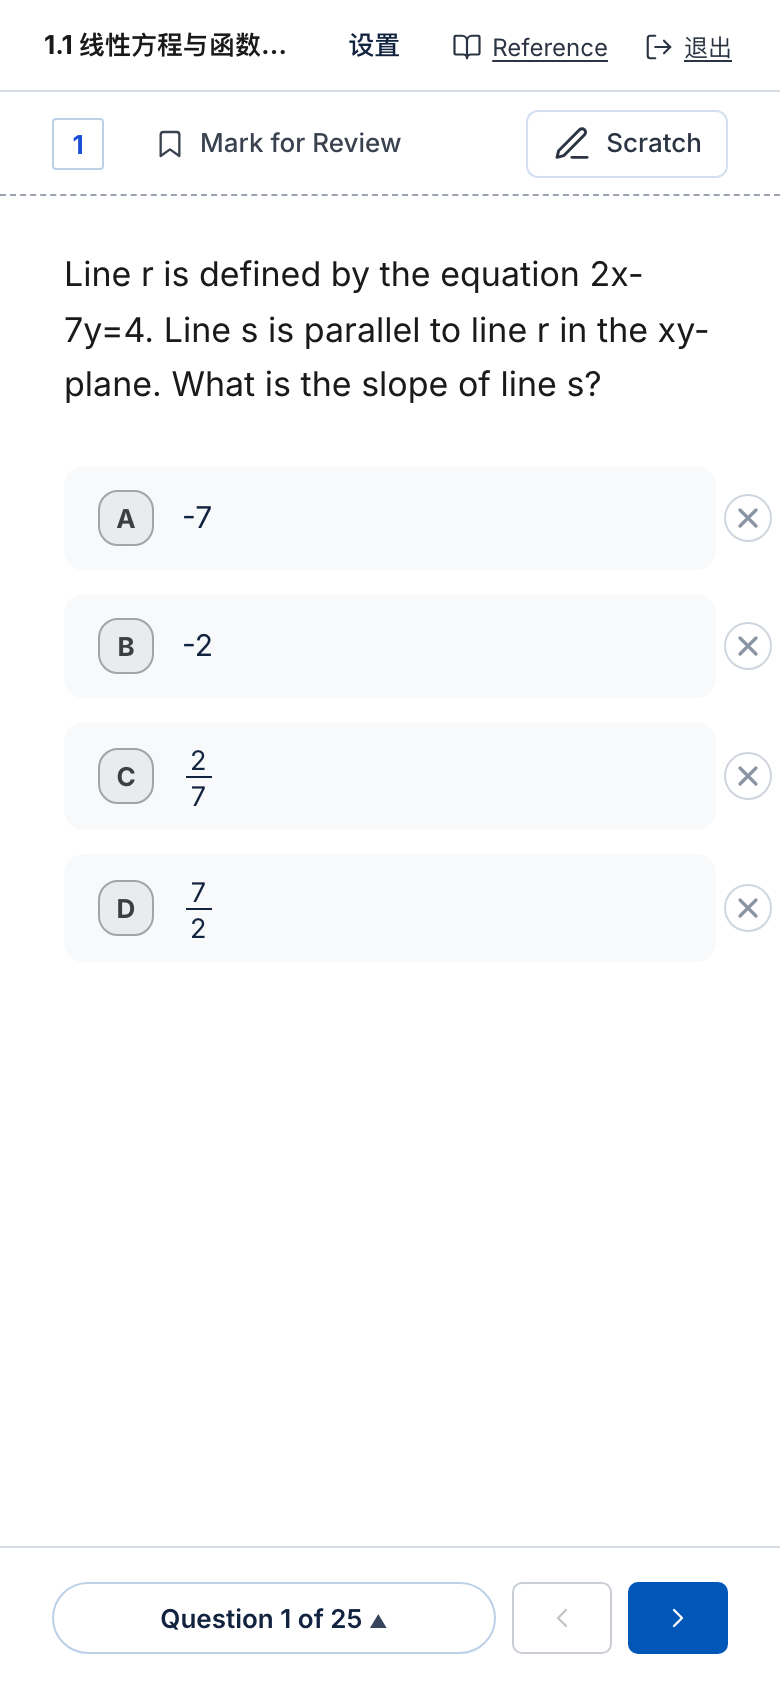 1.1 线性方程与函数...
设置
Reference
退出
1
Mark for Review
Scratch
Line r is defined by the equation 2x-
7y=4. Line s is parallel to line r in the xy-
plane. What is the slope of line s?
A -7
B -2
C 2/7
D 7/2
Question 1 of 25 ▲